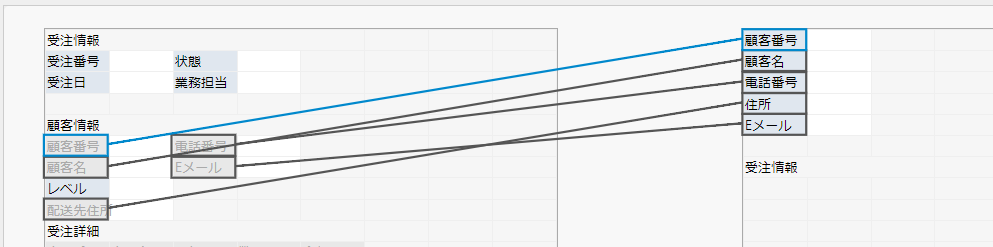 受注情報
受注番号 状態
受注日 業務担当
顧客情報
顧客番号 電話番号
顧客名 Eメール
レベル
配送先住所
受注詳細
顧客番号
顧客名
電話番号
住所
Eメール
受注情報